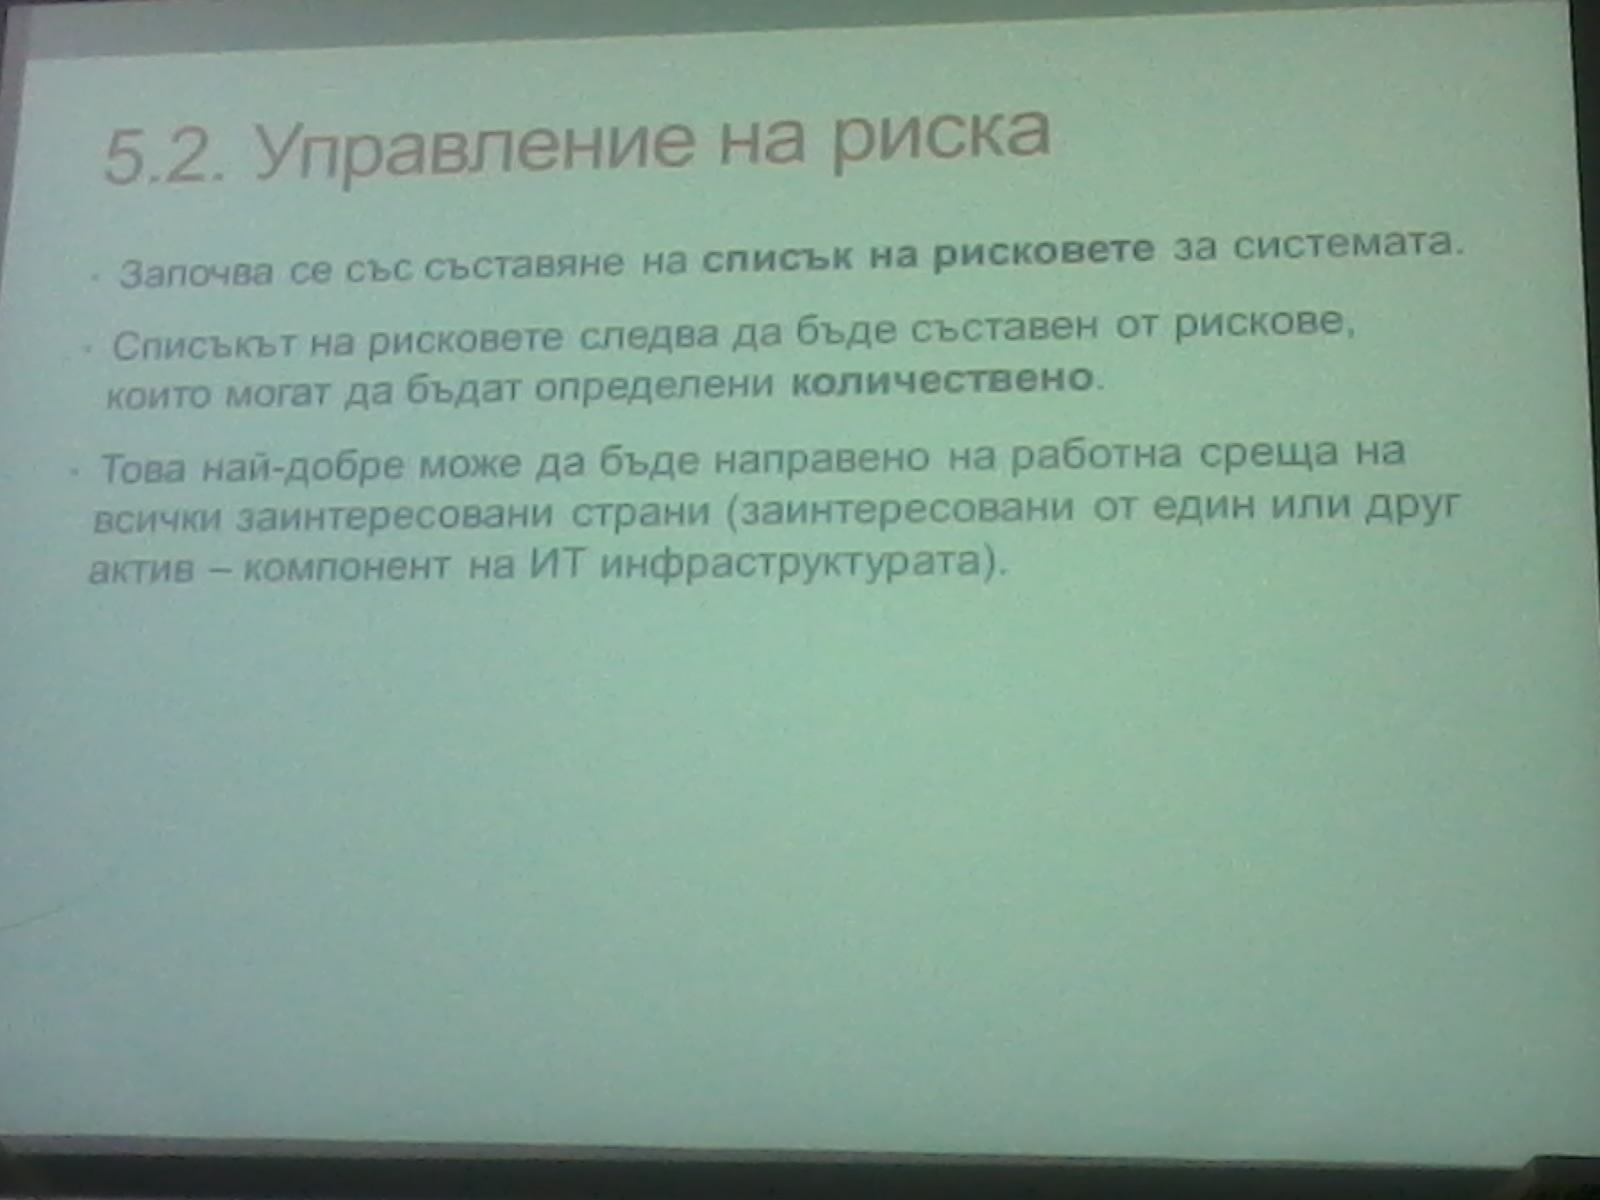 5.2. Управление на риска
• Започва се със съставяне на списък на рисковете за системата.
• Списъкът на рисковете следва да бъде съставен от рискове,
които могат да бъдат определени количествено.
• Това най-добре може да бъде направено на работна среща на
всички заинтересовани страни (заинтересовани от един или друг
актив – компонент на ИТ инфраструктурата).